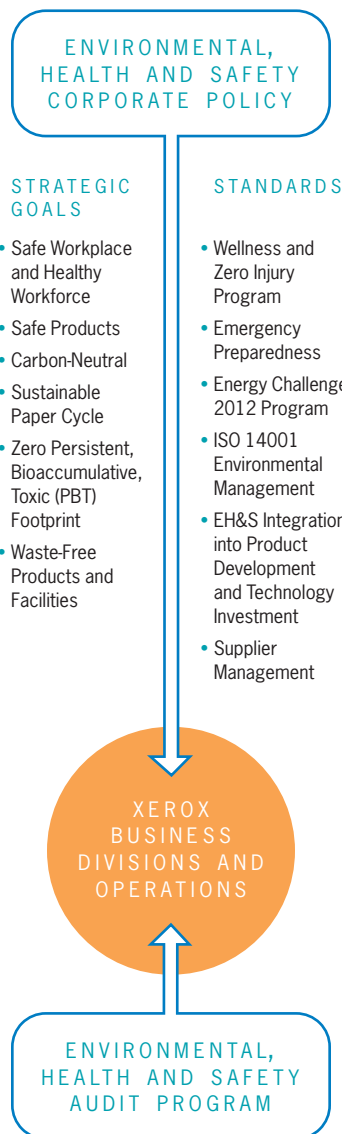 ENVIRONMENTAL,
HEALTH AND SAFETY
CORPORATE POLICY
STRATEGIC
GOALS
• Safe Workplace
and Healthy
Workforce
• Safe Products
• Carbon-Neutral
• Sustainable
Paper Cycle
• Zero Persistent,
Bioaccumulative,
Toxic (PBT)
Footprint
• Waste-Free
Products and
Facilities
STANDARDS
• Wellness and
Zero Injury
Program
• Emergency
Preparedness
• Energy Challenge
2012 Program
• ISO 14001
Environmental
Management
• EH&S Integration
into Product
Development
and Technology
Investment
• Supplier
Management
XEROX
BUSINESS
DIVISIONS AND
OPERATIONS
ENVIRONMENTAL,
HEALTH AND SAFETY
AUDIT PROGRAM